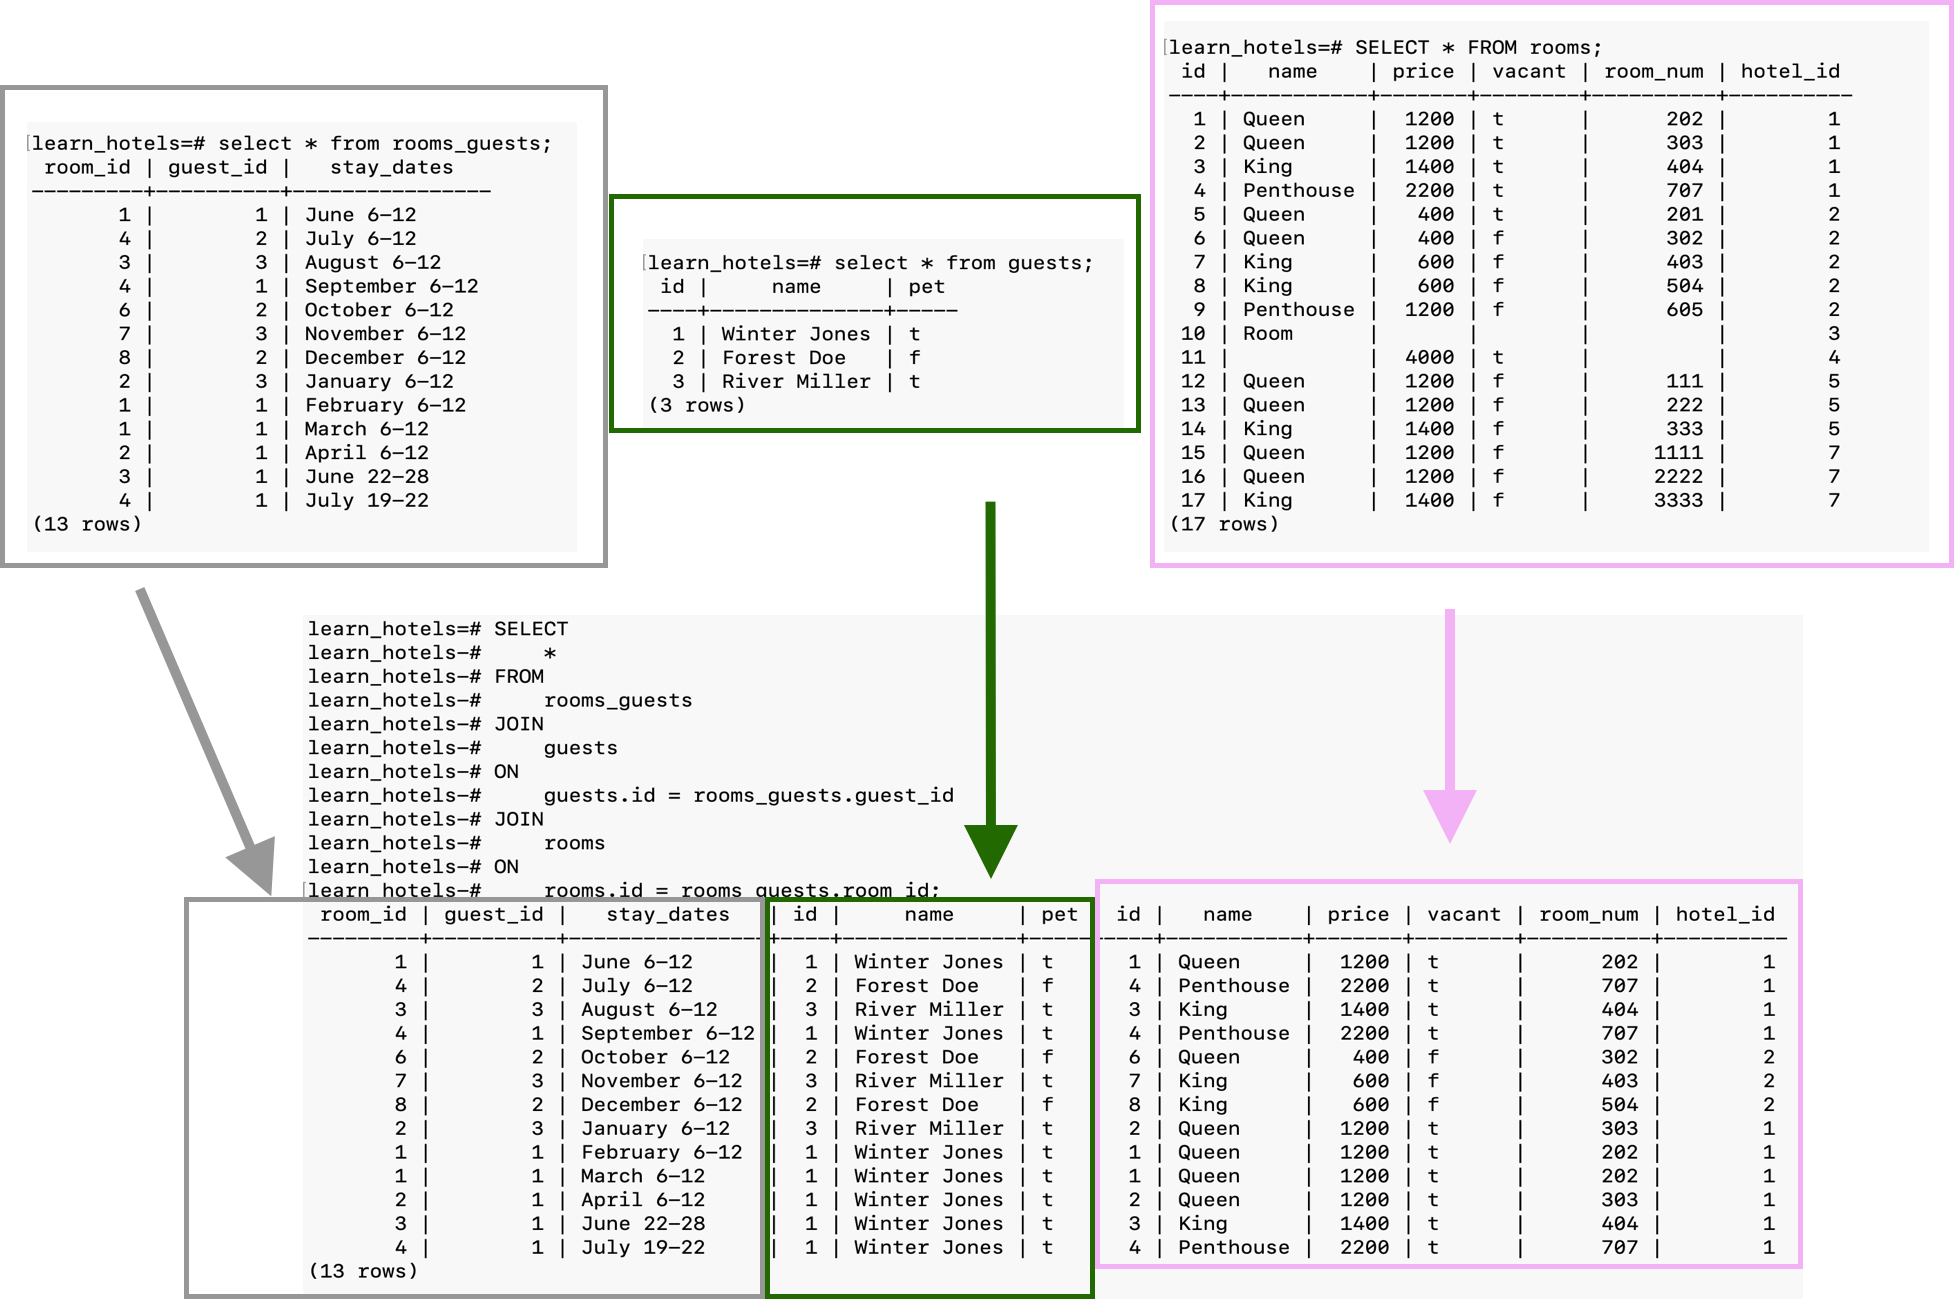 learn_hotels=# select * from rooms_guests;
 room_id | guest_id |   stay_dates
---------+----------+----------------
       1 |        1 | June 6-12
       4 |        2 | July 6-12
       3 |        3 | August 6-12
       4 |        1 | September 6-12
       6 |        2 | October 6-12
       7 |        3 | November 6-12
       8 |        2 | December 6-12
       2 |        3 | January 6-12
       1 |        1 | February 6-12
       1 |        1 | March 6-12
       2 |        1 | April 6-12
       3 |        1 | June 22-28
       4 |        1 | July 19-22
(13 rows)
learn_hotels=# select * from guests;
 id |     name     | pet
----+--------------+-----
  1 | Winter Jones | t
  2 | Forest Doe   | f
  3 | River Miller | t
(3 rows)
learn_hotels=# SELECT * FROM rooms;
 id |   name    | price | vacant | room_num | hotel_id
----+-----------+-------+--------+----------+----------
  1 | Queen     |  1200 | t      |      202 |        1
  2 | Queen     |  1200 | t      |      303 |        1
  3 | King      |  1400 | t      |      404 |        1
  4 | Penthouse |  2200 | t      |      707 |        1
  5 | Queen     |   400 | t      |      201 |        2
  6 | Queen     |   400 | f      |      302 |        2
  7 | King      |   600 | f      |      403 |        2
  8 | King      |   600 | f      |      504 |        2
  9 | Penthouse |  1200 | f      |      605 |        2
 10 | Room      |       |        |          |        3
 11 |           |  4000 | t      |          |        4
 12 | Queen     |  1200 | f      |      111 |        5
 13 | Queen     |  1200 | f      |      222 |        5
 14 | King      |  1400 | f      |      333 |        5
 15 | Queen     |  1200 | f      |     1111 |        7
 16 | Queen     |  1200 | f      |     2222 |        7
 17 | King      |  1400 | f      |     3333 |        7
(17 rows)
learn_hotels=# SELECT
learn_hotels-#     *
learn_hotels-# FROM
learn_hotels-#     rooms_guests
learn_hotels-# JOIN
learn_hotels-#     guests
learn_hotels-# ON
learn_hotels-#     guests.id = rooms_guests.guest_id
learn_hotels-# JOIN
learn_hotels-#     rooms
learn_hotels-# ON
learn_hotels-#     rooms.id = rooms_guests.room_id;
 room_id | guest_id |   stay_dates   | id |     name     | pet | id |   name    | price | vacant | room_num | hotel_id
---------+----------+----------------+----+--------------+-----+----+-----------+-------+--------+----------+----------
       1 |        1 | June 6-12      |  1 | Winter Jones | t   |  1 | Queen     |  1200 | t      |      202 |        1
       4 |        2 | July 6-12      |  2 | Forest Doe   | f   |  4 | Penthouse |  2200 | t      |      707 |        1
       3 |        3 | August 6-12    |  3 | River Miller | t   |  3 | King      |  1400 | t      |      404 |        1
       4 |        1 | September 6-12 |  1 | Winter Jones | t   |  4 | Penthouse |  2200 | t      |      707 |        1
       6 |        2 | October 6-12   |  2 | Forest Doe   | f   |  6 | Queen     |   400 | f      |      302 |        2
       7 |        3 | November 6-12  |  3 | River Miller | t   |  7 | King      |   600 | f      |      403 |        2
       8 |        2 | December 6-12  |  2 | Forest Doe   | f   |  8 | King      |   600 | f      |      504 |        2
       2 |        3 | January 6-12   |  3 | River Miller | t   |  2 | Queen     |  1200 | t      |      303 |        1
       1 |        1 | February 6-12  |  1 | Winter Jones | t   |  1 | Queen     |  1200 | t      |      202 |        1
       1 |        1 | March 6-12     |  1 | Winter Jones | t   |  1 | Queen     |  1200 | t      |      202 |        1
       2 |        1 | April 6-12     |  1 | Winter Jones | t   |  2 | Queen     |  1200 | t      |      303 |        1
       3 |        1 | June 22-28     |  1 | Winter Jones | t   |  3 | King      |  1400 | t      |      404 |        1
       4 |        1 | July 19-22     |  1 | Winter Jones | t   |  4 | Penthouse |  2200 | t      |      707 |        1
(13 rows)